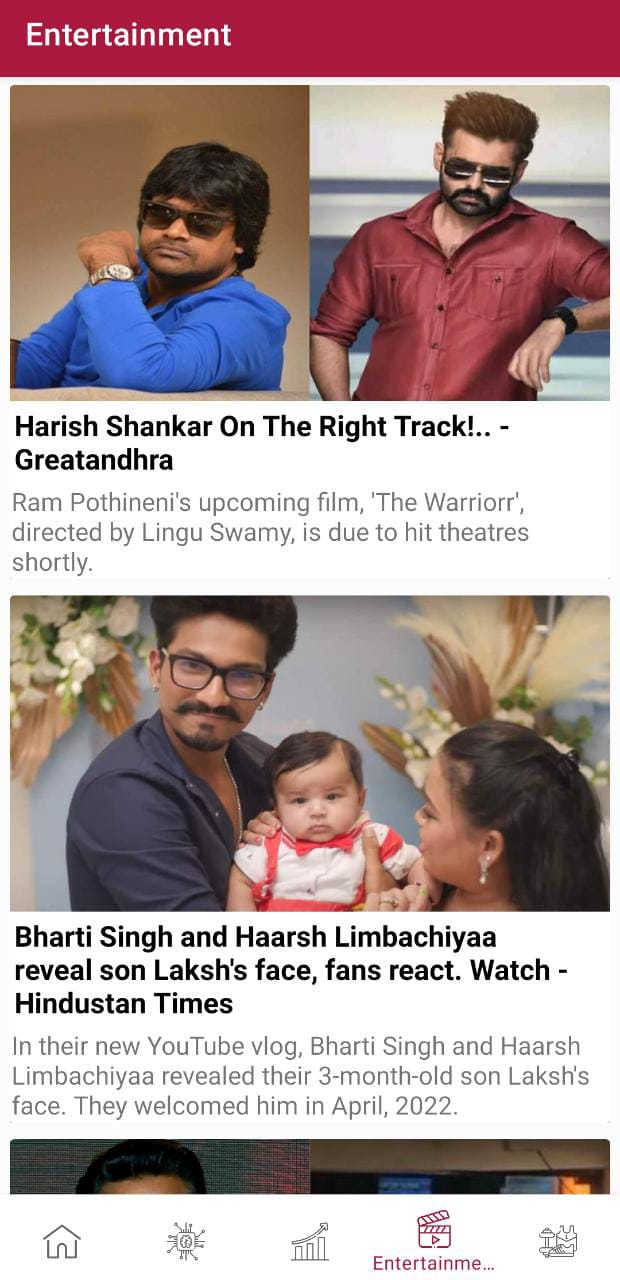 Entertainment
Harish Shankar On The Right Track!.. -
Greatandhra
Ram Pothineni's upcoming film, 'The Warriorr',
directed by Lingu Swamy, is due to hit theatres
shortly.
Bharti Singh and Haarsh Limbachiyaa
reveal son Laksh's face, fans react. Watch -
Hindustan Times
In their new YouTube vlog, Bharti Singh and Haarsh
Limbachiyaa revealed their 3-month-old son Laksh's
face. They welcomed him in April, 2022.
Entertainme...